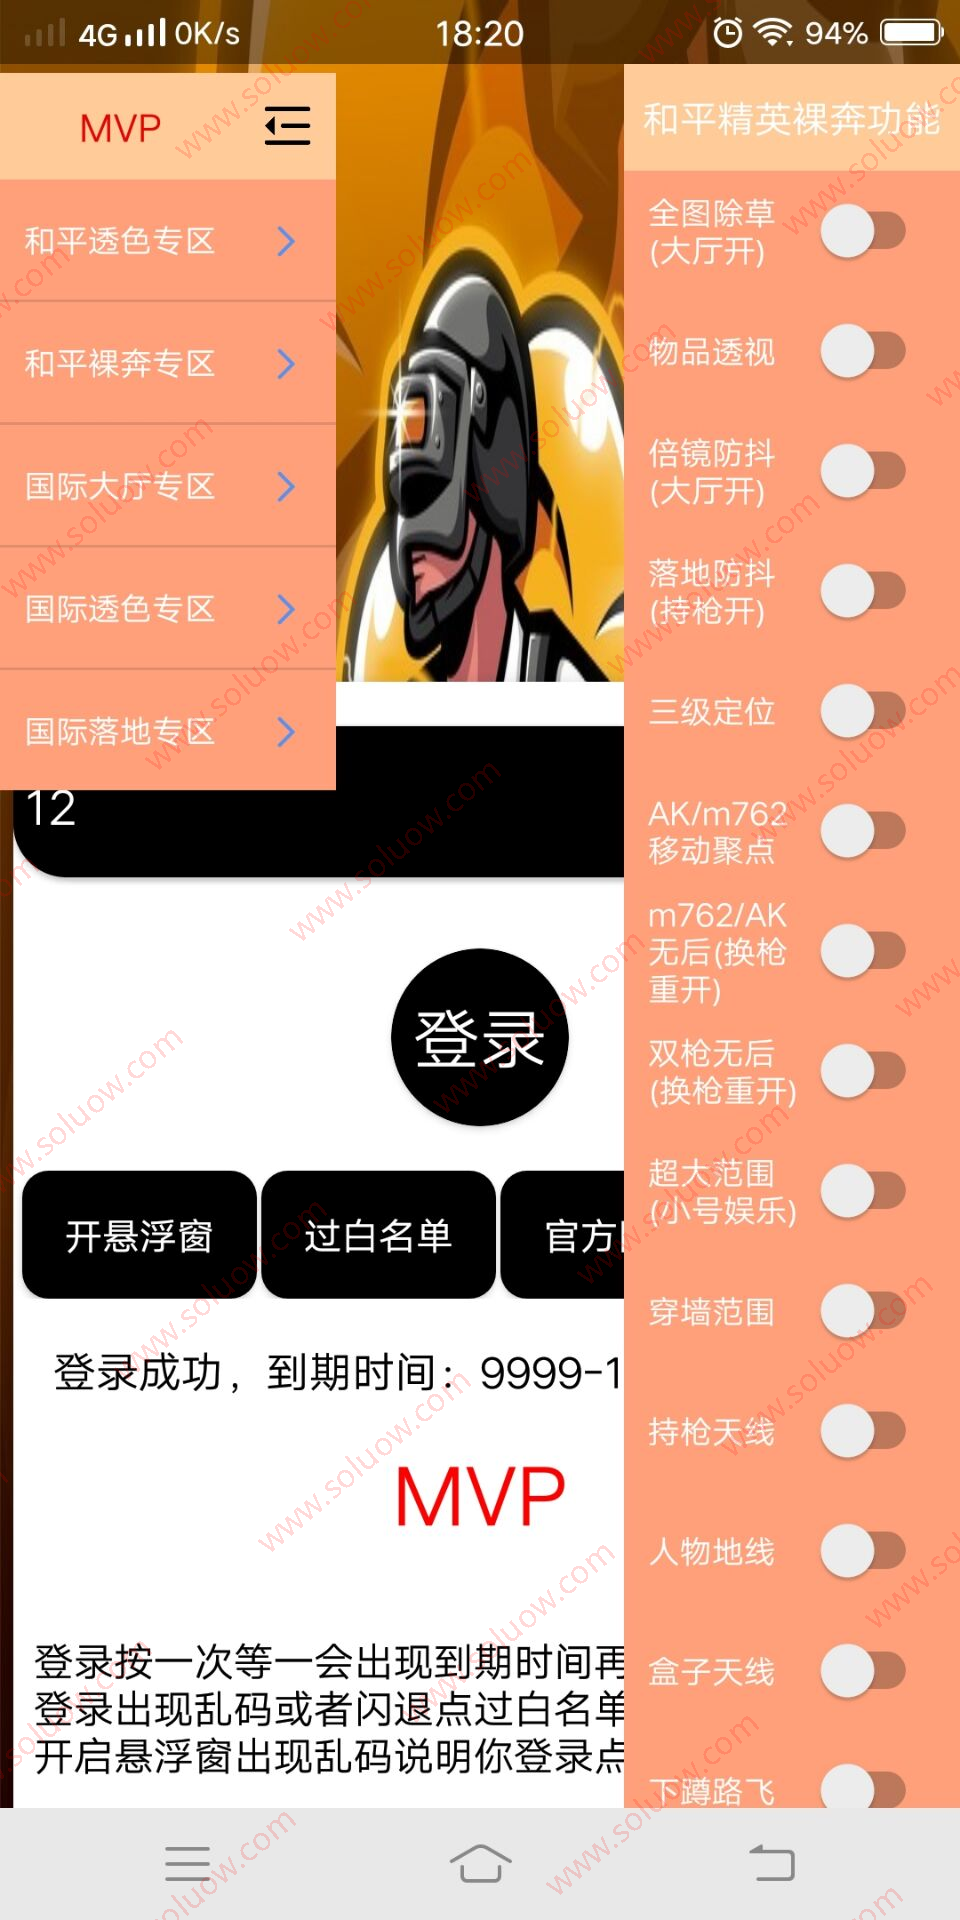 4G 0K/s 18:20 94%
MVP
和平透色专区
和平裸奔专区
国际大厅专区
国际透色专区
国际落地专区
12
登录
开悬浮窗
过白名单
官方
登录成功，到期时间：9999-1
MVP
登录按一次等一会出现到期时间再
登录出现乱码或者闪退点过白名单
开启悬浮窗出现乱码说明你登录点
和平精英裸奔功能
全图除草
(大厅开)
物品透视
倍镜防抖
(大厅开)
落地防抖
(持枪开)
三级定位
AK/m762
移动聚点
m762/AK
无后(换枪
重开)
双枪无后
(换枪重开)
超大范围
(小号娱乐)
穿墙范围
持枪天线
人物地线
盒子天线
下蹲路飞
www.soluow.com